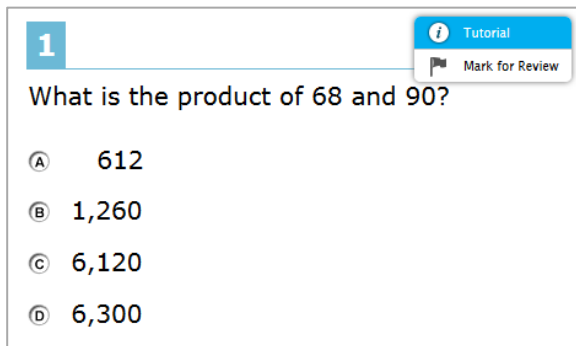 1
Tutorial
Mark for Review
What is the product of 68 and 90?
A 612
B 1,260
C 6,120
D 6,300